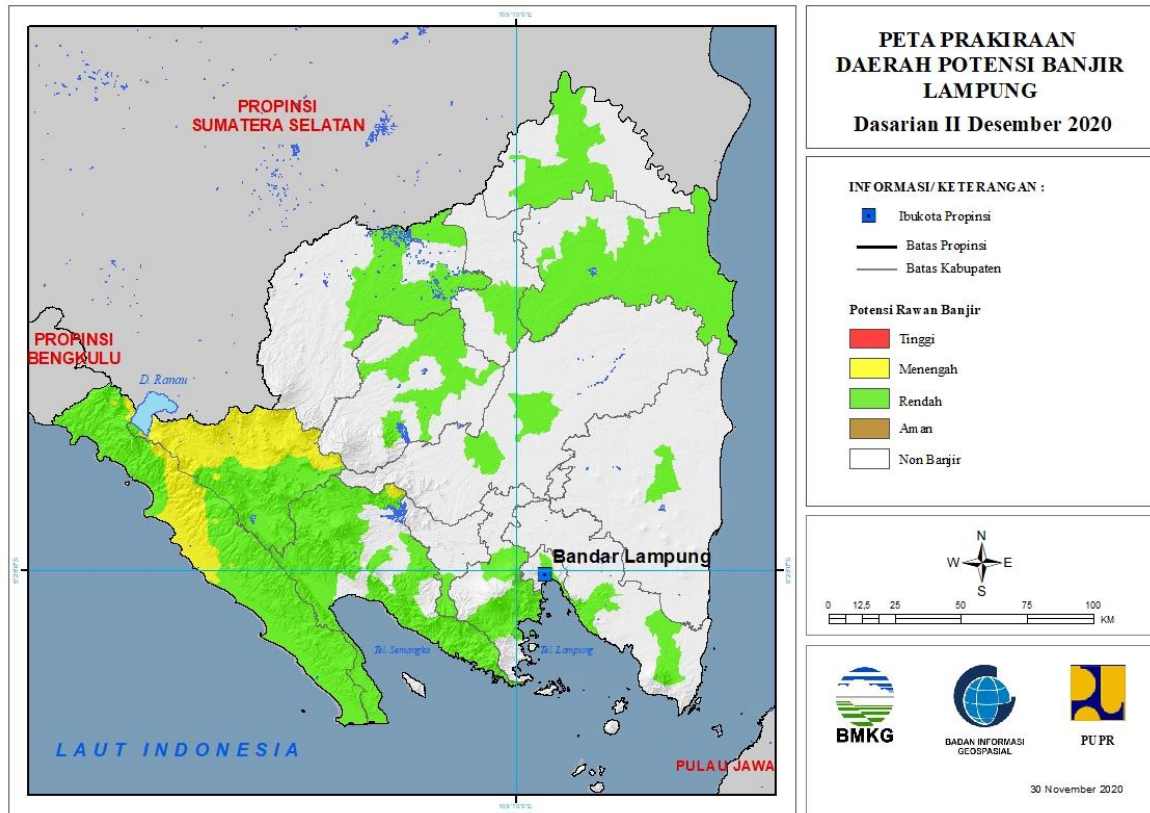 PROPINSI
SUMATERA SELATAN
PROPINSI
BENGKULU
D. Ranau
Bandar Lampung
Tel. Semangka
Tel. Lampung
LAUT INDONESIA
PULAU JAWA
PETA PRAKIRAAN
DAERAH POTENSI BANJIR
LAMPUNG
Dasarian II Desember 2020
INFORMASI/ KETERANGAN :
Ibukota Propinsi
Batas Propinsi
Batas Kabupaten
Potensi Rawan Banjir
Tinggi
Menengah
Rendah
Aman
Non Banjir
N
W E
S
0 12,5 25 50 75 100
KM
BMKG
BADAN INFORMASI
GEOSPASIAL
PUPR
30 November 2020